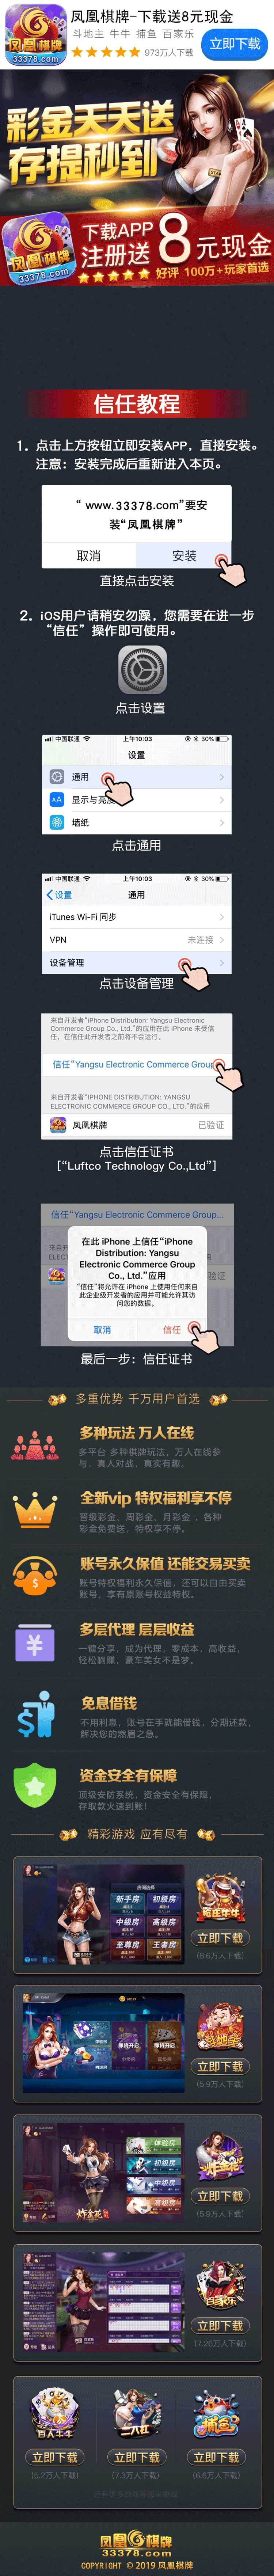 凤凰棋牌
33378.com
凤凰棋牌-下载送8元现金
斗地主 牛牛 捕鱼 百家乐
973万人下载
立即下载
彩金天天送
存提秒到
凤凰棋牌
33378.com
下载APP
注册送
8元现金
好评 100万+玩家首选
信任教程
1. 点击上方按钮立即安装APP，直接安装。
注意：安装完成后重新进入本页。
“ www.33378.com”要安
装“凤凰棋牌”
取消
安装
直接点击安装
2. iOS用户请稍安勿躁，您需要在进一步
“信任”操作即可使用。
点击设置
中国联通
上午10:03
30%
设置
通用
显示与亮度
墙纸
点击通用
中国联通
上午10:03
30%
设置
通用
iTunes Wi-Fi 同步
VPN
未连接
设备管理
点击设备管理
来自开发者“iPhone Distribution: Yangsu Electronic
Commerce Group Co., Ltd.”的应用在此 iPhone 未受信
任，在信任此开发者之前将不会运行。
信任“Yangsu Electronic Commerce Group
来自开发者“IPHONE DISTRIBUTION: YANGSU
ELECTRONIC COMMERCE GROUP CO., LTD.”的应用
凤凰棋牌
已验证
点击信任证书
[“Luftco Technology Co.,Ltd”]
信任“Yangsu Electronic Commerce Group...
在此 iPhone 上信任“iPhone
Distribution: Yangsu
Electronic Commerce Group
Co., Ltd.”应用
“信任”将允许在 iPhone 上使用任何来自
此企业级开发者的应用并可能允许其访
问您的数据。
取消
信任
最后一步：信任证书
多重优势 千万用户首选
多种玩法 万人在线
多平台 多种棋牌玩法，万人在线参
与，真人对战，真实有趣。
全新vip 特权福利享不停
晋级彩金、周彩金、月彩金 ，各种
彩金免费送，特权享不停。
账号永久保值 还能交易买卖
账号特权福利永久保值，还可以自由买卖
账号，享有原账号权益特权。
多层代理 层层收益
一键分享，成为代理，零成本，高收益，
轻松躺赚，豪车美女不是梦。
免息借钱
不用利息，账号在手就能借钱，分期还款，
解决您的燃眉之急。
资金安全有保障
顶级安防系统，资金安全有保障，
存取款火速到账！
精彩游戏 应有尽有
房间选择
新手房
初级房
中级房
高级房
至尊房
王者房
抢庄牛牛
立即下载
(8.6万人下载)
即将开启
即将开启
斗地主
立即下载
(5.9万人下载)
体验房
初级房
中级房
高级房
炸金花
炸金花
立即下载
(5.9万人下载)
百家乐
立即下载
(7.26万人下载)
百人牛牛
二八杠
捕鱼
立即下载
立即下载
立即下载
(5.2万人下载)
(7.3万人下载)
(6.6万人下载)
凤凰棋牌
33378.com
COPYRIGHT © 2019 凤凰棋牌